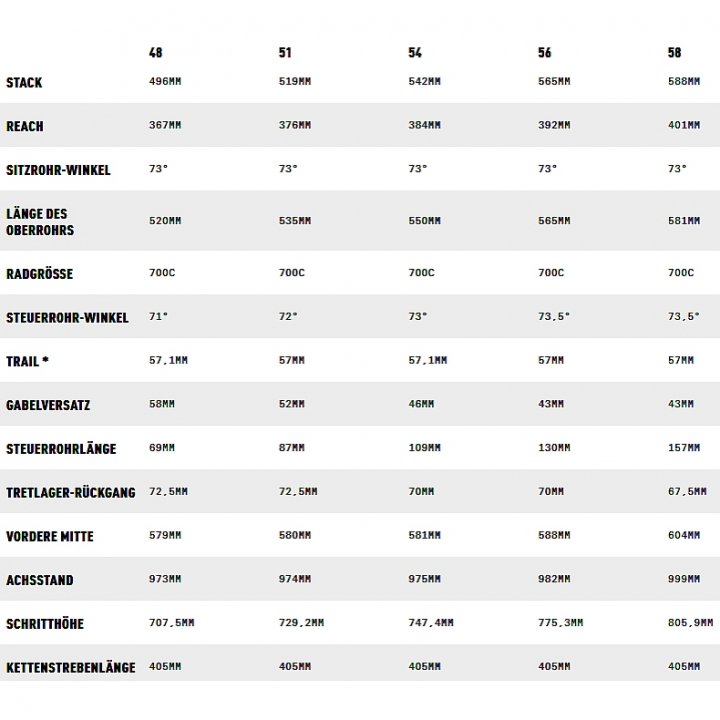 48 51 54 56 58
STACK 496MM 519MM 542MM 565MM 588MM
REACH 367MM 376MM 384MM 392MM 401MM
SITZROHR-WINKEL 73° 73° 73° 73° 73°
LÄNGE DES
OBERROHRS 520MM 535MM 550MM 565MM 581MM
RADGRÖSSE 700C 700C 700C 700C 700C
STEUERROHR-WINKEL 71° 72° 73° 73,5° 73,5°
TRAIL * 57,1MM 57MM 57,1MM 57MM 57MM
GABELVERSATZ 58MM 52MM 46MM 43MM 43MM
STEUERROHRLÄNGE 69MM 87MM 109MM 130MM 157MM
TRETLAGER-RÜCKGANG 72,5MM 72,5MM 70MM 70MM 67,5MM
VORDERE MITTE 579MM 580MM 581MM 588MM 604MM
ACHSSTAND 973MM 974MM 975MM 982MM 999MM
SCHRITTHÖHE 707,5MM 729,2MM 747,4MM 775,3MM 805,9MM
KETTENSTREBENLÄNGE 405MM 405MM 405MM 405MM 405MM